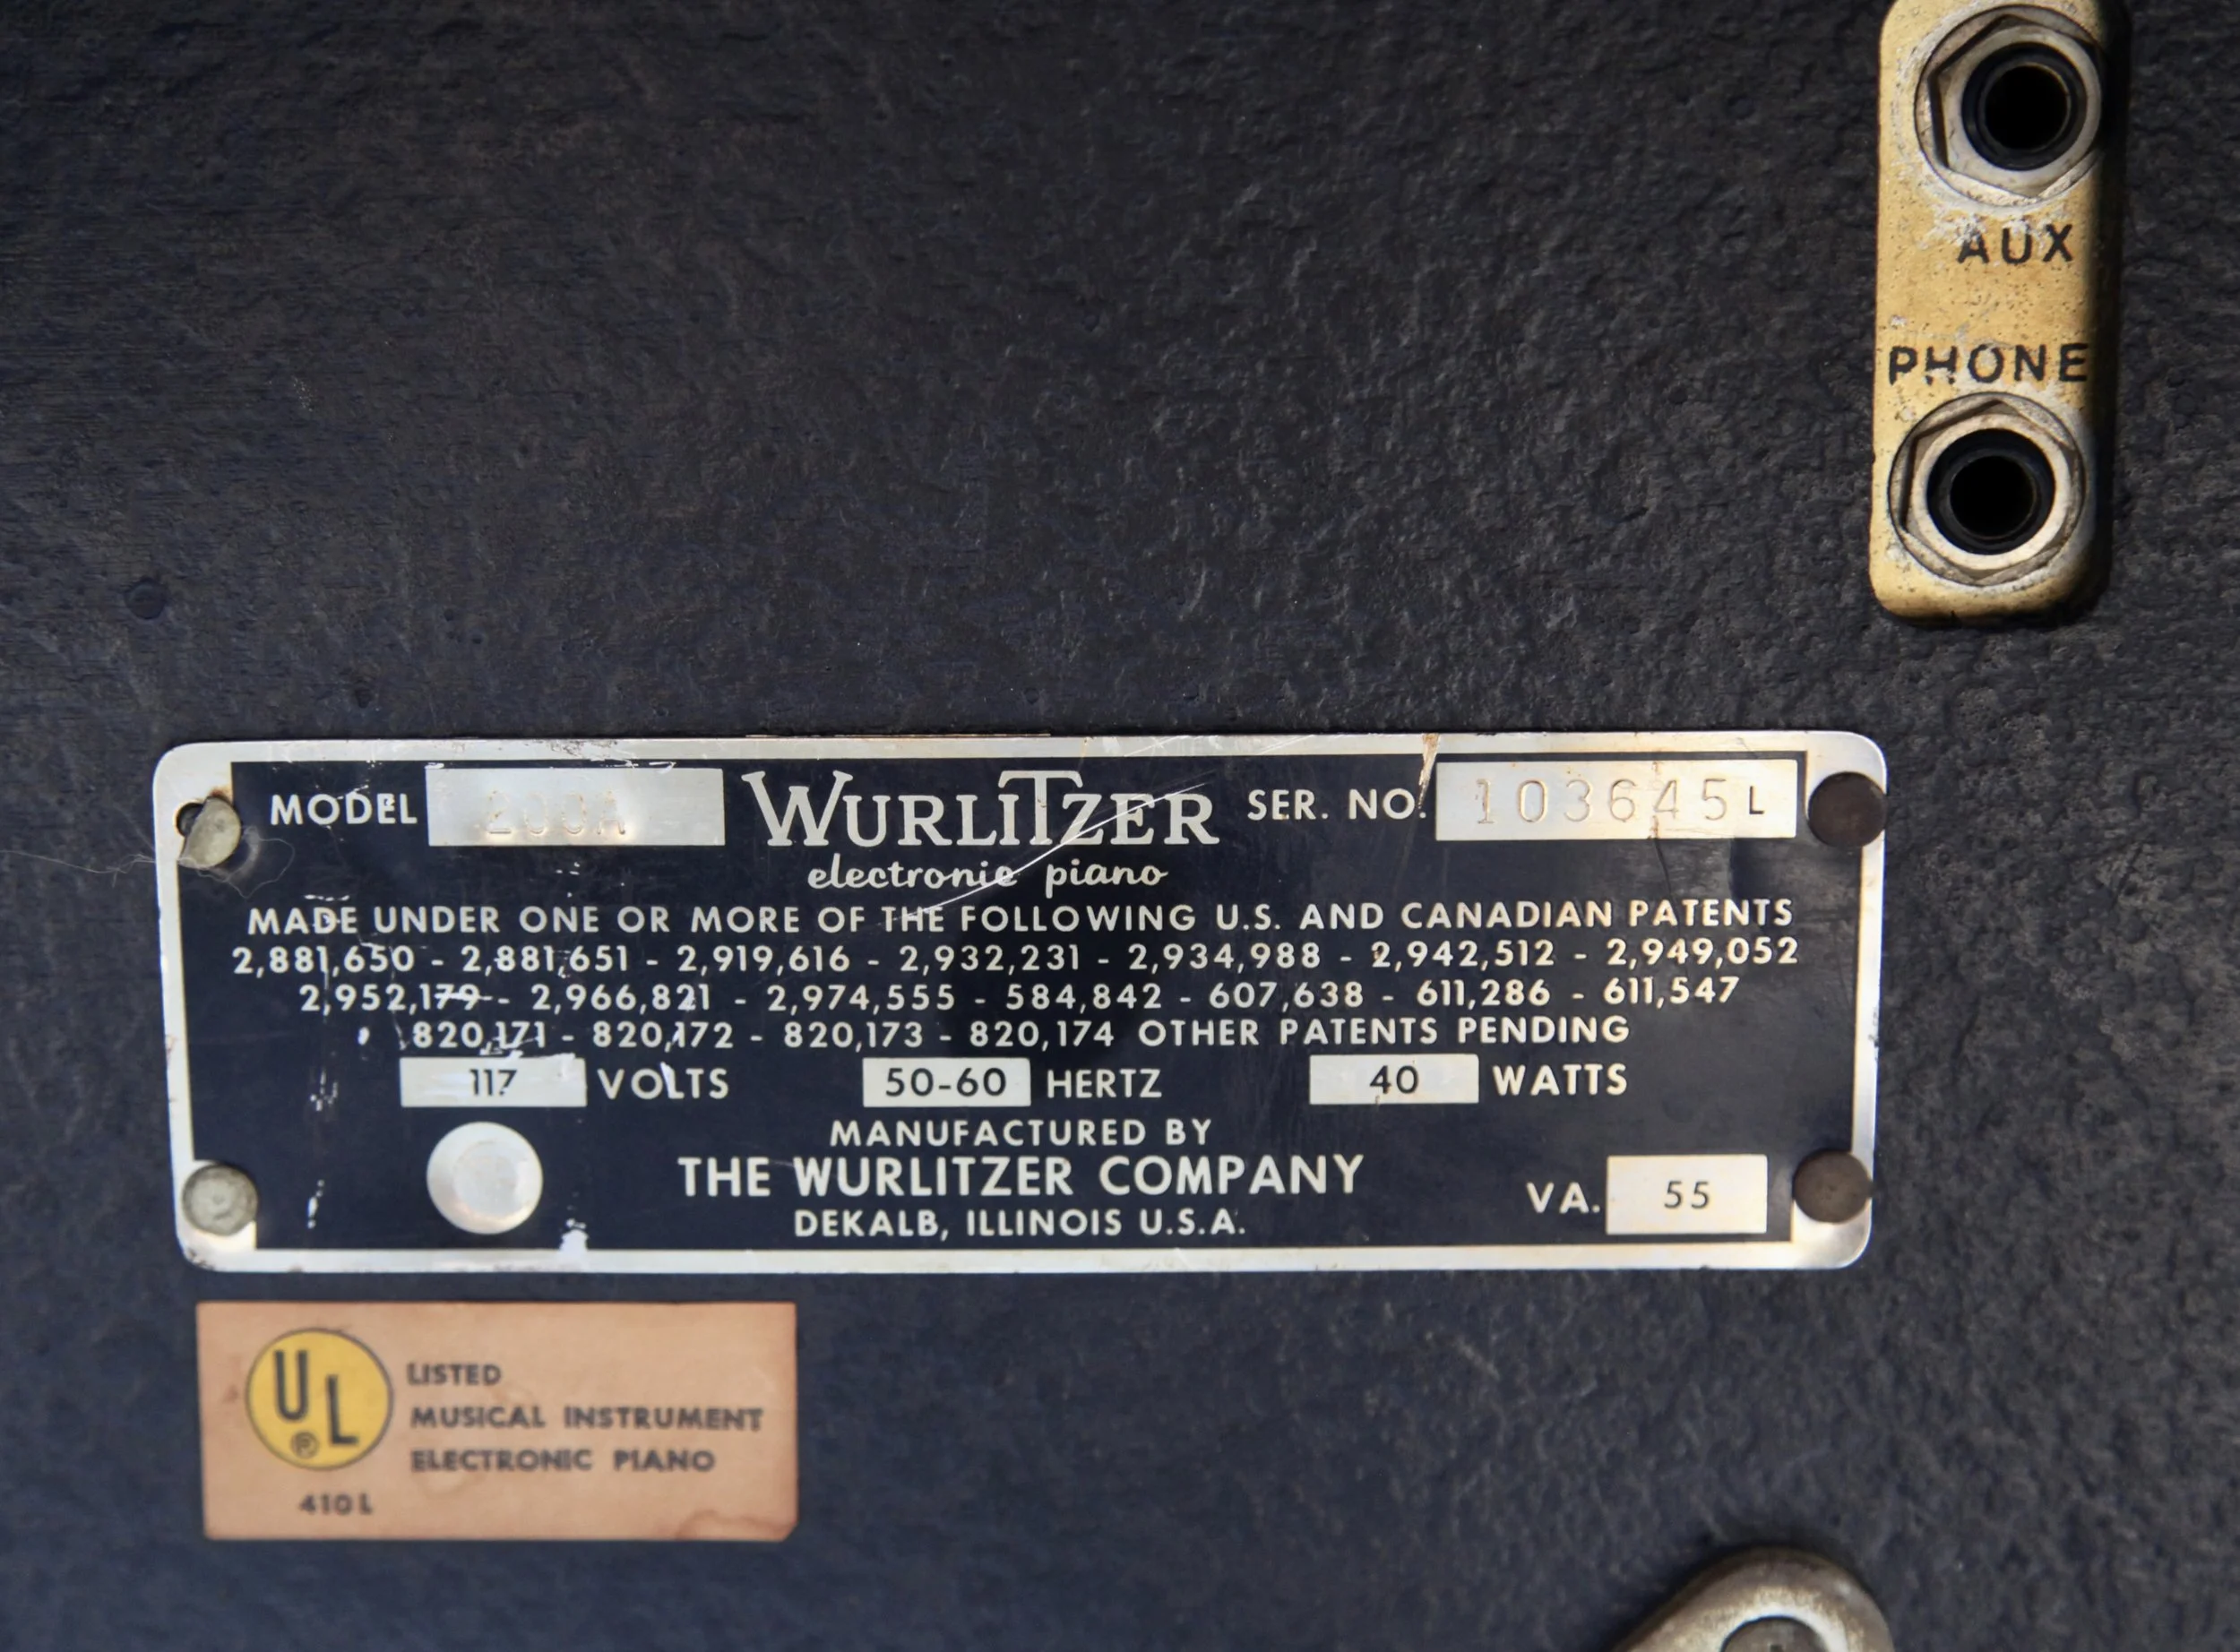 AUX
PHONE
MODEL 200A WURLITZER SER. NO. 103645L
electronic piano
MADE UNDER ONE OR MORE OF THE FOLLOWING U.S. AND CANADIAN PATENTS
2,881,650 - 2,881,651 - 2,919,616 - 2,932,231 - 2,934,988 - 2,942,512 - 2,949,052
2,952,179 - 2,966,821 - 2,974,555 - 584,842 - 607,638 - 611,286 - 611,547
820,171 - 820,172 - 820,173 - 820,174 OTHER PATENTS PENDING
117 VOLTS 50-60 HERTZ 40 WATTS
MANUFACTURED BY
THE WURLITZER COMPANY
DEKALB, ILLINOIS U.S.A.
VA. 55
UL
LISTED
MUSICAL INSTRUMENT
ELECTRONIC PIANO
410L